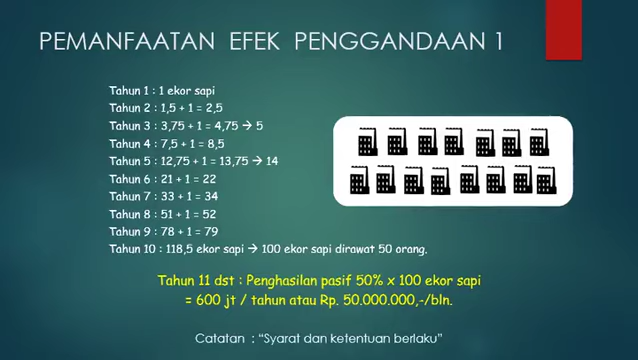 PEMANFAATAN EFEK PENGGANDAAN 1
Tahun 1 : 1 ekor sapi
Tahun 2 : 1,5 + 1 = 2,5
Tahun 3 : 3,75 + 1 = 4,75 → 5
Tahun 4 : 7,5 + 1 = 8,5
Tahun 5 : 12,75 + 1 = 13,75 → 14
Tahun 6 : 21 + 1 = 22
Tahun 7 : 33 + 1 = 34
Tahun 8 : 51 + 1 = 52
Tahun 9 : 78 + 1 = 79
Tahun 10 : 118,5 ekor sapi → 100 ekor sapi dirawat 50 orang.
Tahun 11 dst : Penghasilan pasif 50% x 100 ekor sapi
= 600 jt / tahun atau Rp. 50.000.000,-/bln.
Catatan : “Syarat dan ketentuan berlaku”